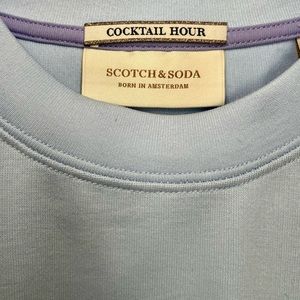 COCKTAIL HOUR
SCOTCH & SODA
BORN IN AMSTERDAM